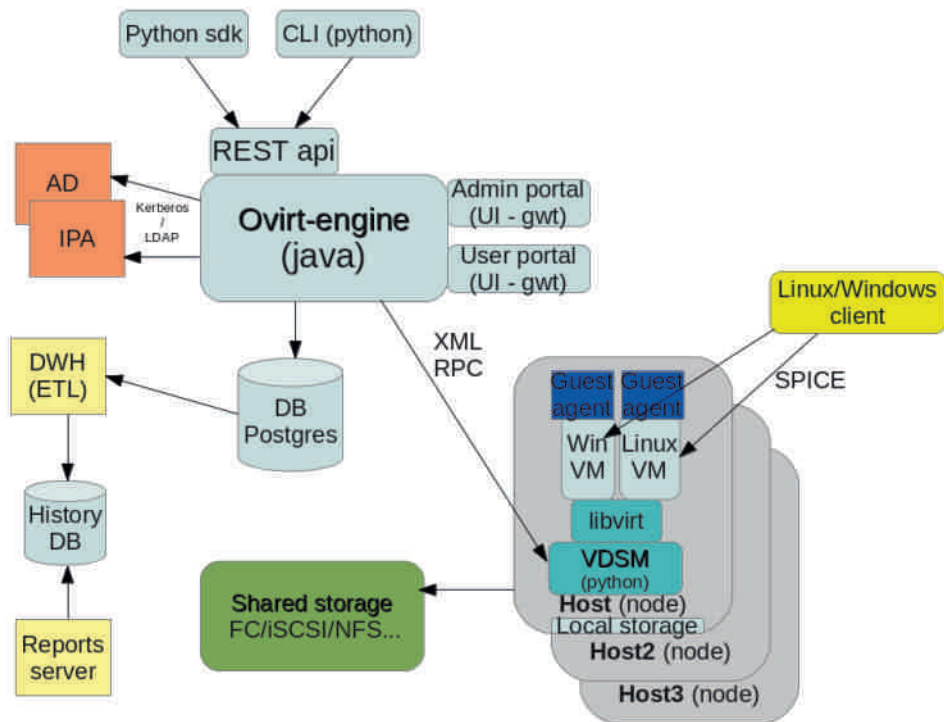 Python sdk
CLI (python)
REST api
AD
IPA
Kerberos
/
LDAP
Ovirt-engine
(java)
Admin portal
(UI - gwt)
User portal
(UI - gwt)
Linux/Windows
client
XML
RPC
SPICE
DWH
(ETL)
DB
Postgres
Guest
agent
Guest
agent
Win
VM
Linux
VM
libvirt
VDSM
(python)
Host (node)
Local storage
Host2 (node)
Host3 (node)
History
DB
Shared storage
FC/iSCSI/NFS...
Reports
server